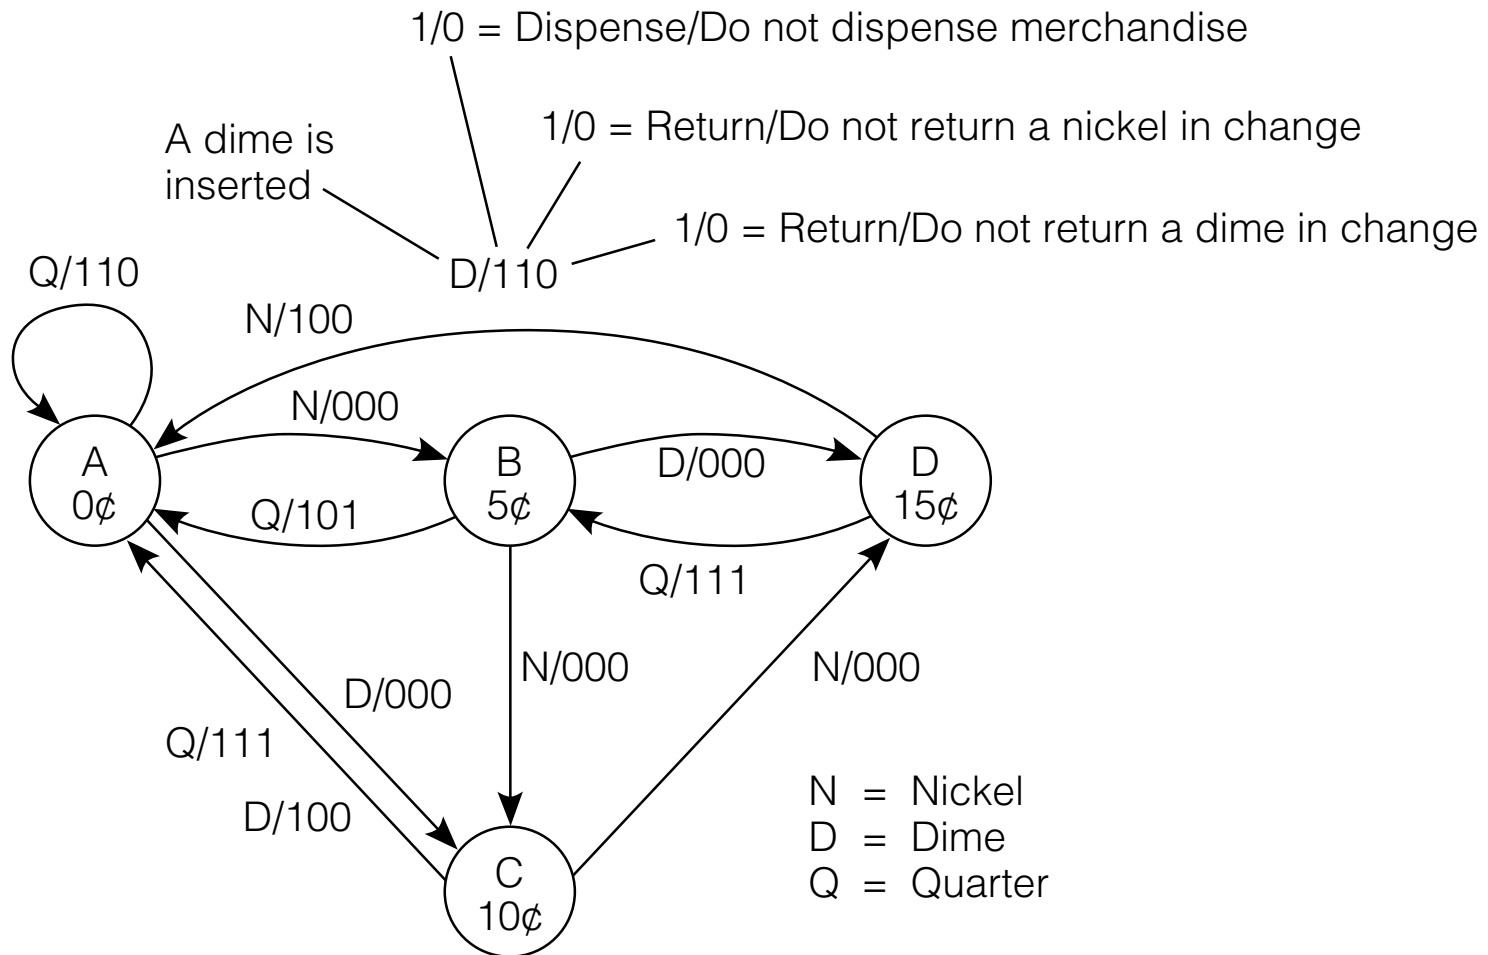 1/0 = Dispense/Do not dispense merchandise
1/0 = Return/Do not return a nickel in change
A dime is
inserted
1/0 = Return/Do not return a dime in change
D/110
Q/110
N/100
N/000
A
0¢
B
5¢
D
15¢
D/000
Q/101
Q/111
N/000
N/000
D/000
Q/111
D/100
C
10¢
N = Nickel
D = Dime
Q = Quarter